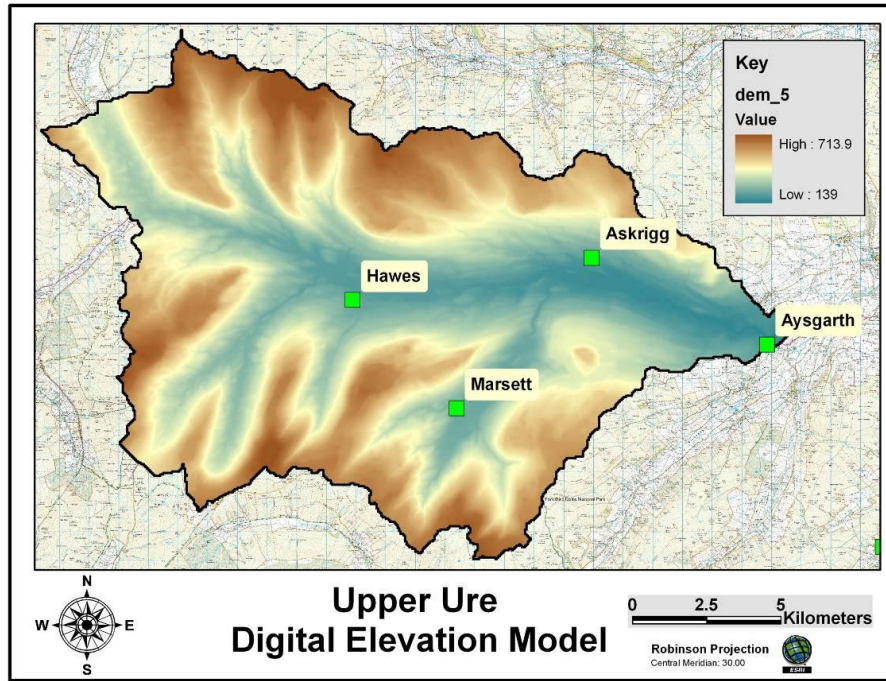 Key
dem_5
Value
High : 713.9
Low : 139
Askrigg
Hawes
Aysgarth
Marsett
N
W E
S
Upper Ure
Digital Elevation Model
0 2.5 5
Kilometers
Robinson Projection
Central Meridian: 30.00
ESRI